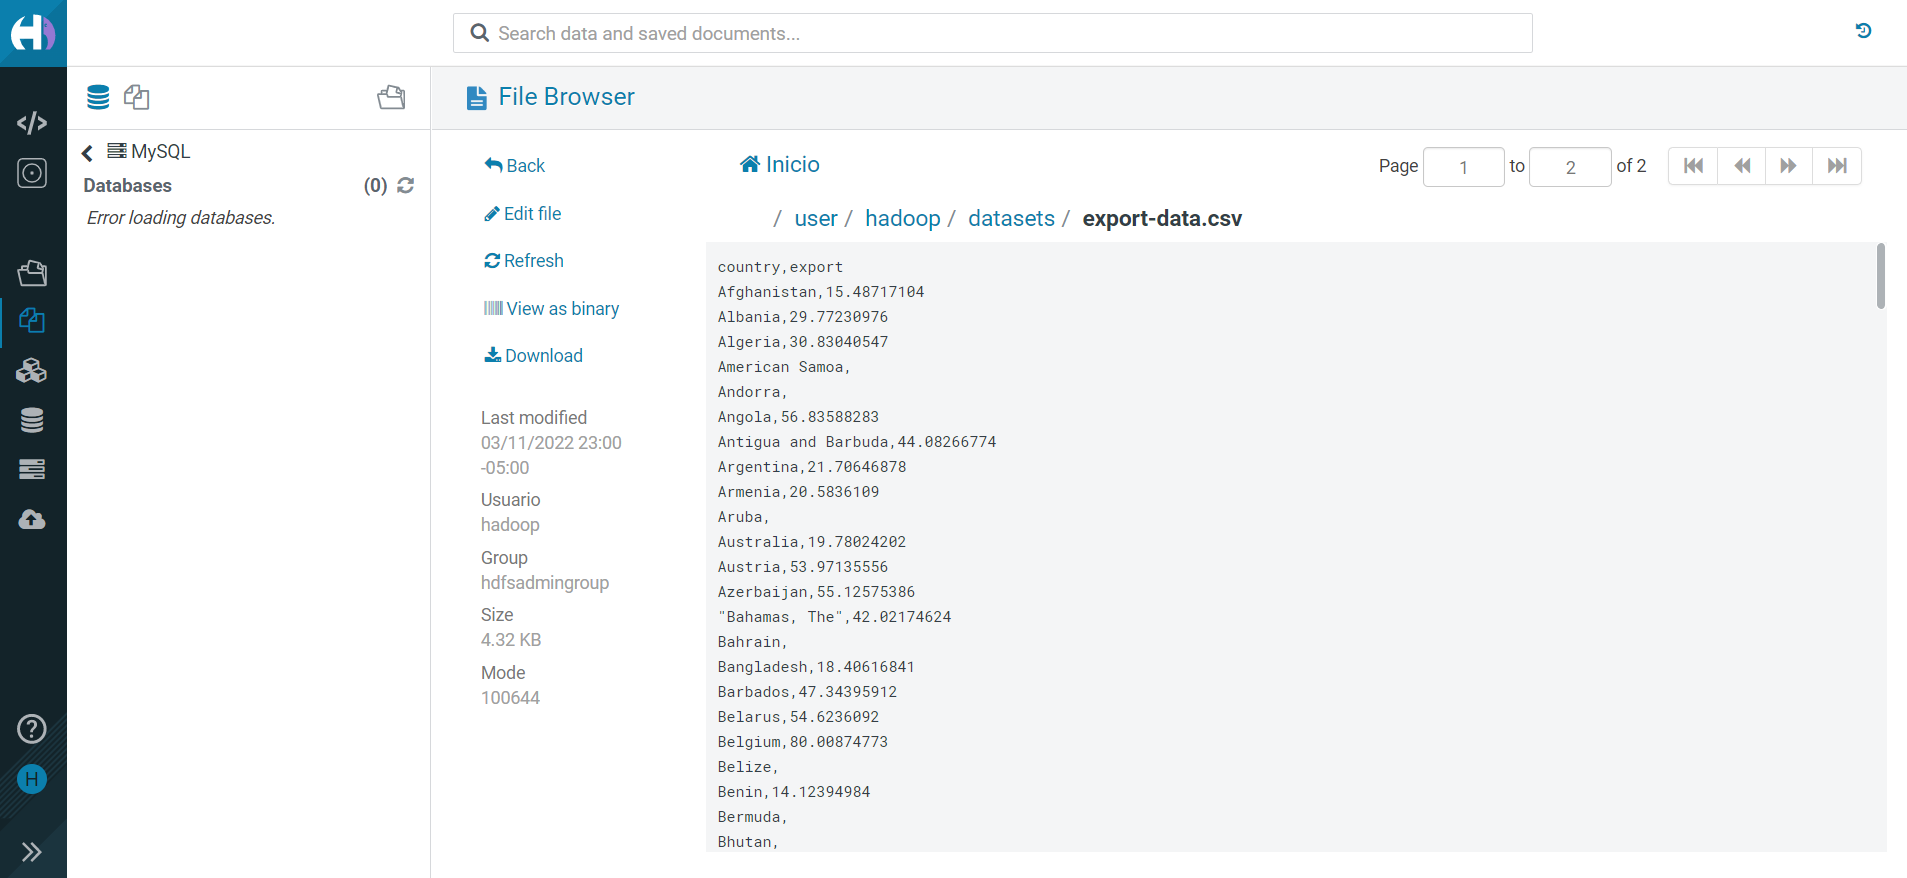 Search data and saved documents...
MySQL
Databases (0)
Error loading databases.
File Browser
Back
Edit file
Refresh
View as binary
Download
Last modified
03/11/2022 23:00
-05:00
Usuario
hadoop
Group
hdfsadmingroup
Size
4.32 KB
Mode
100644
Inicio
Page 1 to 2 of 2
/ user / hadoop / datasets / export-data.csv
country,export
Afghanistan,15.48717104
Albania,29.77230976
Algeria,30.83040547
American Samoa,
Andorra,
Angola,56.83588283
Antigua and Barbuda,44.08266774
Argentina,21.70646878
Armenia,20.5836109
Aruba,
Australia,19.78024202
Austria,53.97135556
Azerbaijan,55.12575386
"Bahamas, The",42.02174624
Bahrain,
Bangladesh,18.40616841
Barbados,47.34395912
Belarus,54.6236092
Belgium,80.00874773
Belize,
Benin,14.12394984
Bermuda,
Bhutan,
H